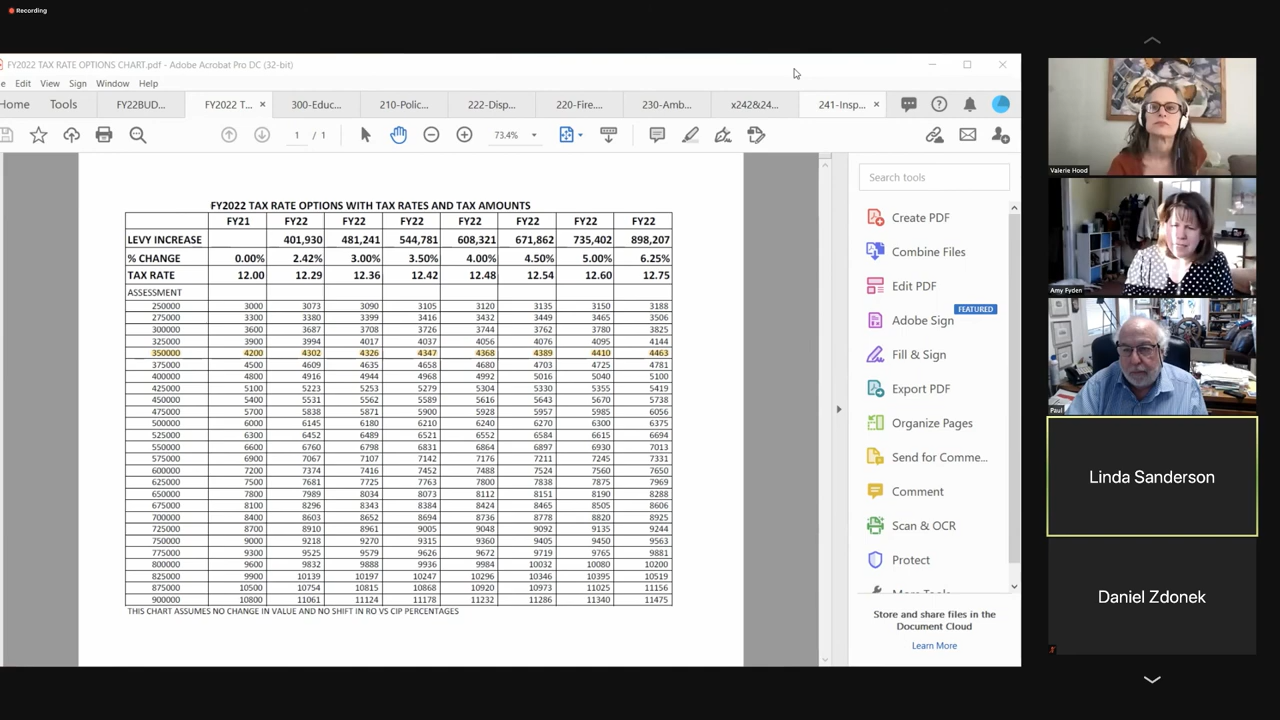 Recording
FY2022 TAX RATE OPTIONS CHART.pdf - Adobe Acrobat Pro DC (32-bit)
e Edit View Sign Window Help
Home Tools FY22BUD... FY2022 T... × 300-Educ... 210-Polic... 222-Disp... 220-Fire.... 230-Amb... x242&24... 241-Insp... ×
1 / 1 73.4%
FY2022 TAX RATE OPTIONS WITH TAX RATES AND TAX AMOUNTS
FY21 FY22 FY22 FY22 FY22 FY22 FY22 FY22
LEVY INCREASE 401,930 481,241 544,781 608,321 671,862 735,402 898,207
% CHANGE 0.00% 2.42% 3.00% 3.50% 4.00% 4.50% 5.00% 6.25%
TAX RATE 12.00 12.29 12.36 12.42 12.48 12.54 12.60 12.75
ASSESSMENT
250000 3000 3073 3090 3105 3120 3135 3150 3188
275000 3300 3380 3399 3416 3432 3449 3465 3506
300000 3600 3687 3708 3726 3744 3762 3780 3825
325000 3900 3994 4017 4037 4056 4076 4095 4144
350000 4200 4302 4326 4347 4368 4389 4410 4463
375000 4500 4609 4635 4658 4680 4703 4725 4781
400000 4800 4916 4944 4968 4992 5016 5040 5100
425000 5100 5223 5253 5279 5304 5330 5355 5419
450000 5400 5531 5562 5589 5616 5643 5670 5738
475000 5700 5838 5871 5900 5928 5957 5985 6056
500000 6000 6145 6180 6210 6240 6270 6300 6375
525000 6300 6452 6489 6521 6552 6584 6615 6694
550000 6600 6760 6798 6831 6864 6897 6930 7013
575000 6900 7067 7107 7142 7176 7211 7245 7331
600000 7200 7374 7416 7452 7488 7524 7560 7650
625000 7500 7681 7725 7763 7800 7838 7875 7969
650000 7800 7989 8034 8073 8112 8151 8190 8288
675000 8100 8296 8343 8384 8424 8465 8505 8606
700000 8400 8603 8652 8694 8736 8778 8820 8925
725000 8700 8910 8961 9005 9048 9092 9135 9244
750000 9000 9218 9270 9315 9360 9405 9450 9563
775000 9300 9525 9579 9626 9672 9719 9765 9881
800000 9600 9832 9888 9936 9984 10032 10080 10200
825000 9900 10139 10197 10247 10296 10346 10395 10519
875000 10500 10754 10815 10868 10920 10973 11025 11156
900000 10800 11061 11124 11178 11232 11286 11340 11475
THIS CHART ASSUMES NO CHANGE IN VALUE AND NO SHIFT IN RO VS CIP PERCENTAGES
Search tools
Create PDF
Combine Files
Edit PDF
FEATURED
Adobe Sign
Fill & Sign
Export PDF
Organize Pages
Send for Comme...
Comment
Scan & OCR
Protect
More Tools
Store and share files in the
Document Cloud
Learn More
Valerie Hood
Amy Fyden
Paul
Linda Sanderson
Daniel Zdonek